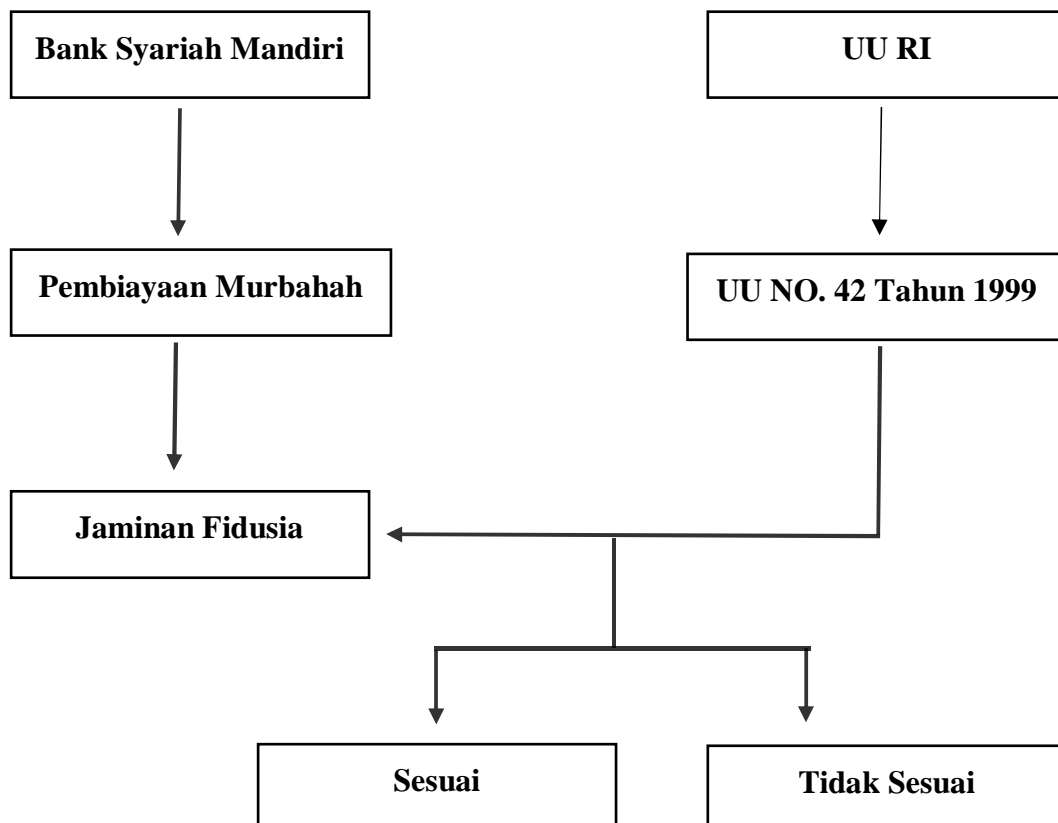 Bank Syariah Mandiri
UU RI
Pembiayaan Murbahah
UU NO. 42 Tahun 1999
Jaminan Fidusia
Sesuai
Tidak Sesuai